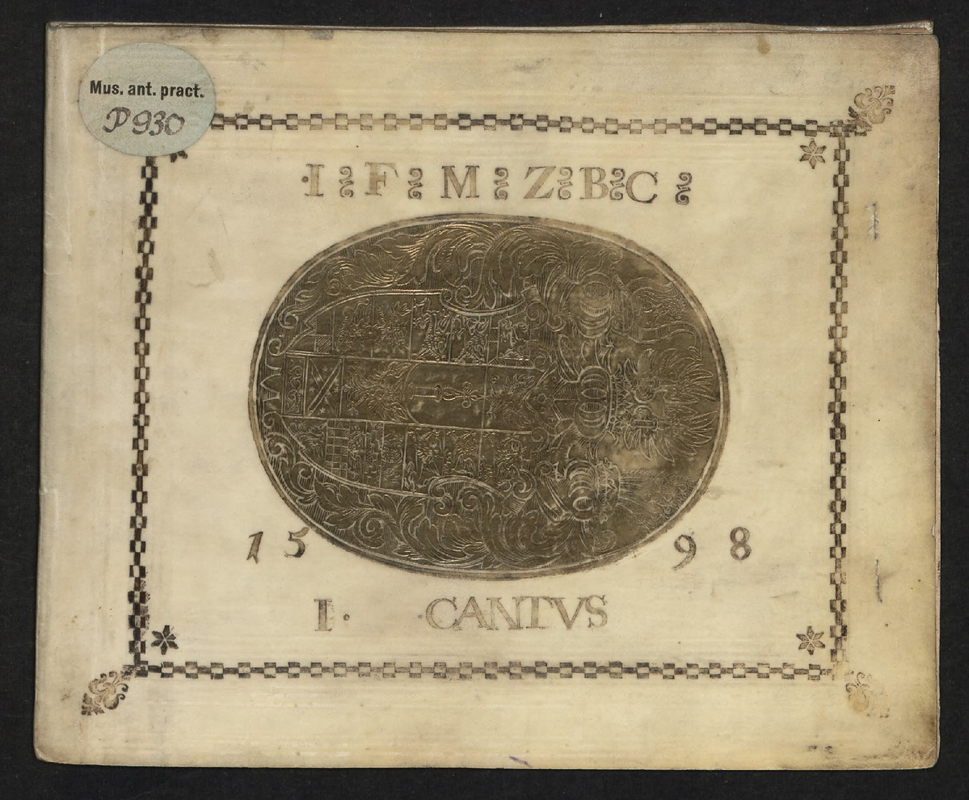 Mus. ant. pract.
P 930
·I F M Z B C
15 98
I· ·CANTVS